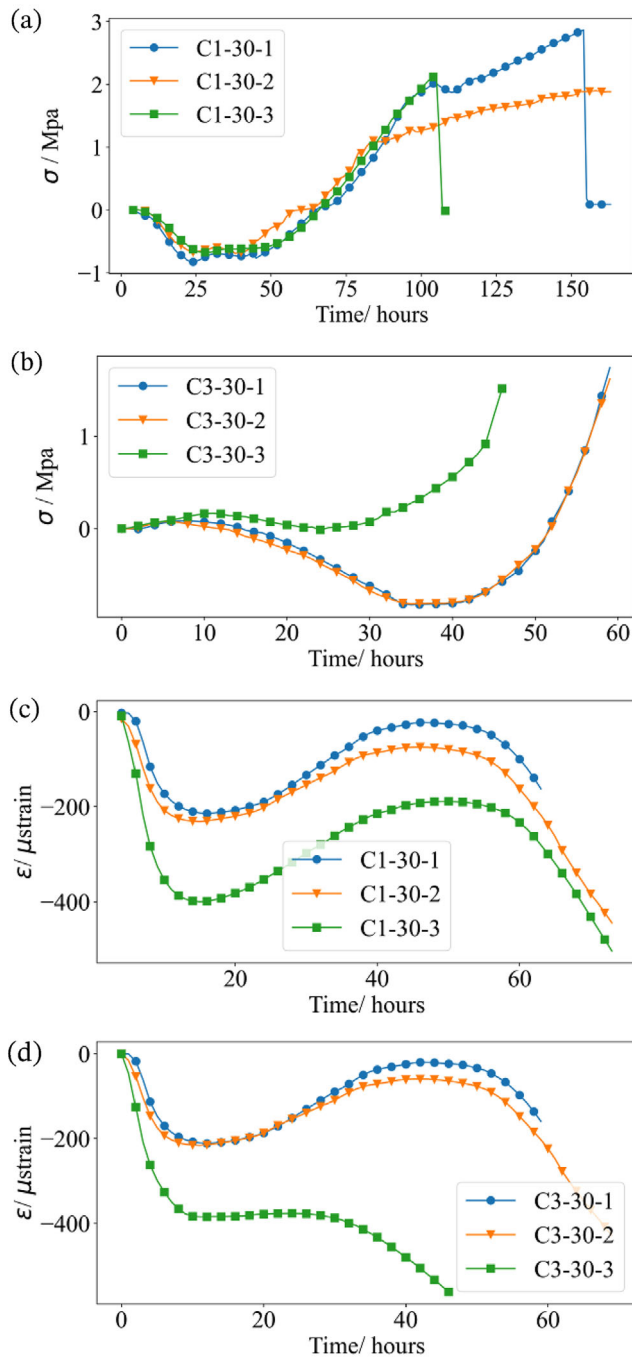 (a)
C1-30-1
C1-30-2
C1-30-3
3
2
1
0
−1
σ / Mpa
0 25 50 75 100 125 150
Time/ hours
(b)
C3-30-1
C3-30-2
C3-30-3
1
0
σ / Mpa
0 10 20 30 40 50 60
Time/ hours
(c)
0
−200
−400
ε/ μstrain
C1-30-1
C1-30-2
C1-30-3
20 40 60
Time/ hours
(d)
0
−200
−400
ε/ μstrain
C3-30-1
C3-30-2
C3-30-3
0 20 40 60
Time/ hours